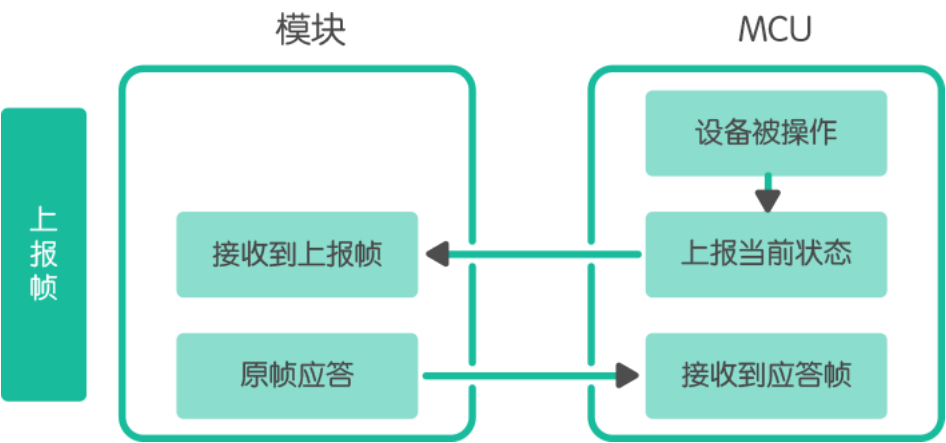 模块
MCU
上报帧
设备被操作
接收到上报帧
上报当前状态
原帧应答
接收到应答帧